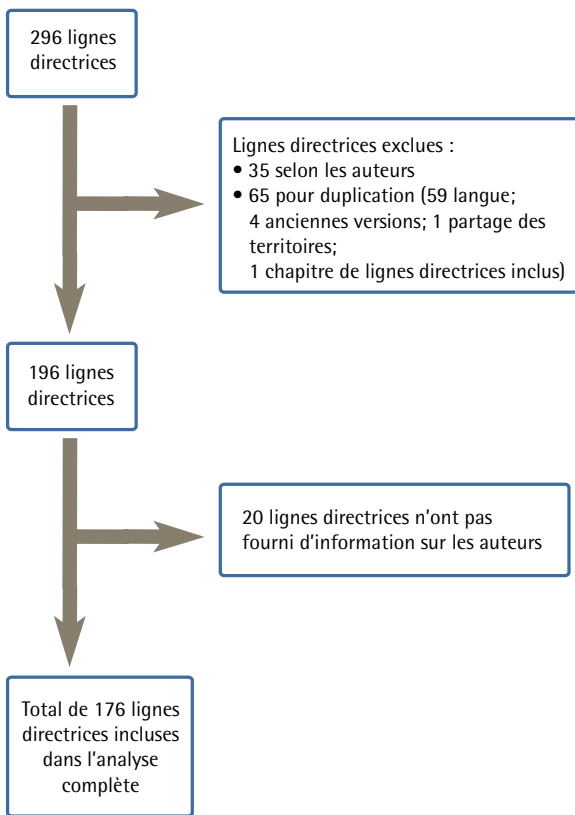 296 lignes
directrices
Lignes directrices exclues :
• 35 selon les auteurs
• 65 pour duplication (59 langue;
4 anciennes versions; 1 partage des
territoires;
1 chapitre de lignes directrices inclus)
196 lignes
directrices
20 lignes directrices n'ont pas
fourni d'information sur les auteurs
Total de 176 lignes
directrices incluses
dans l'analyse
complète